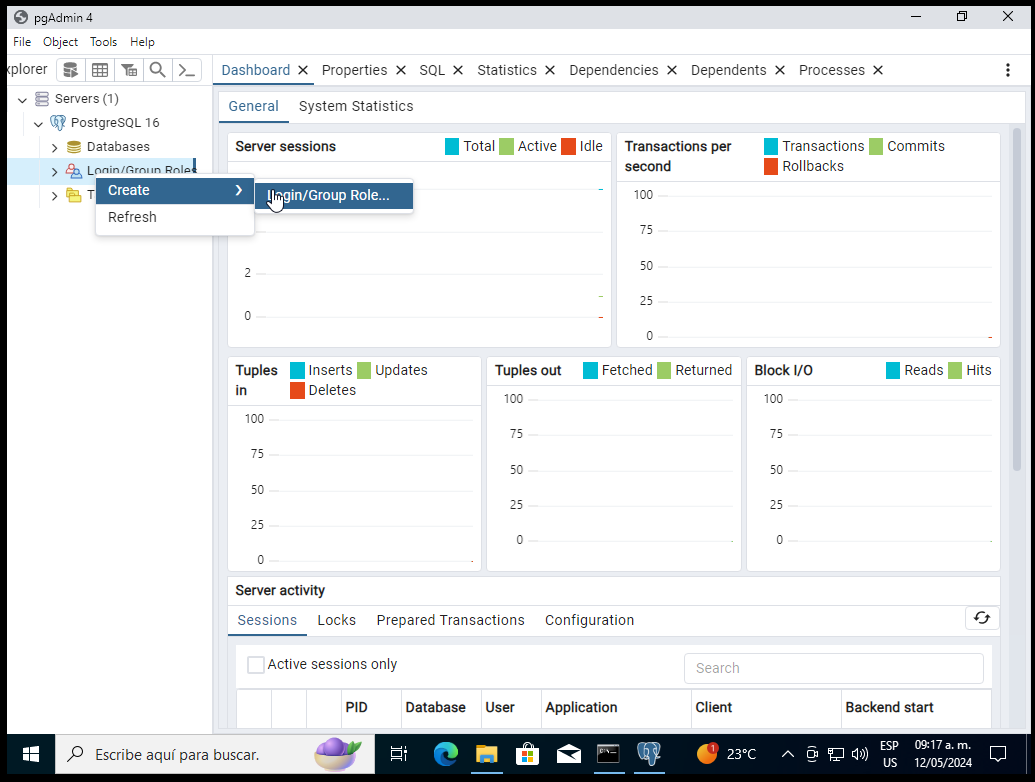 pgAdmin 4
File Object Tools Help
xplorer
Dashboard Properties SQL Statistics Dependencies Dependents Processes
Servers (1)
PostgreSQL 16
Databases
Login/Group Roles
T
Create
Refresh
Login/Group Role...
General System Statistics
Server sessions
Total Active Idle
2
0
Transactions per
second
Transactions Commits
Rollbacks
100
75
50
25
0
Tuples
in
Inserts Updates
Deletes
100
75
50
25
0
Tuples out
Fetched Returned
100
75
50
25
0
Block I/O
Reads Hits
100
75
50
25
0
Server activity
Sessions Locks Prepared Transactions Configuration
Active sessions only
Search
PID Database User Application Client Backend start
Escribe aquí para buscar.
1
23°C
ESP
US
09:17 a. m.
12/05/2024